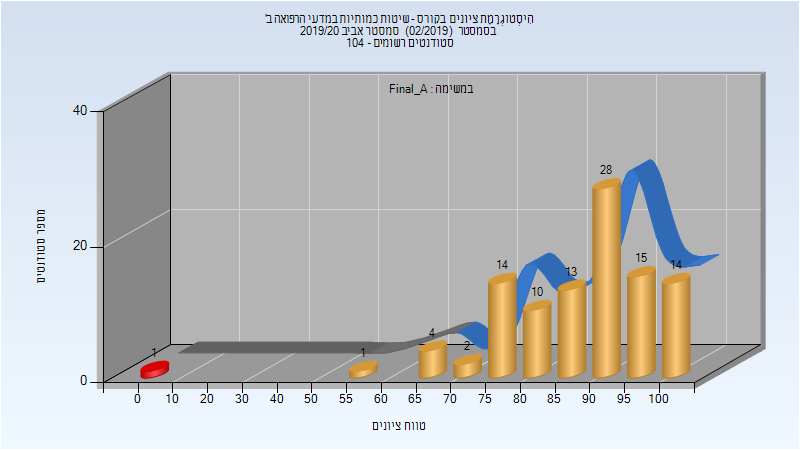 היסטוגרמת ציונים בקורס - שיטות כמותיות במדעי הרפואה ב'
בסמסטר (02/2019) סמסטר אביב 2019/20
סטודנטים רשומים - 104
במשימה : Final_A
40
20
0
מספר סטודנטים
1
1
4
2
14
10
13
28
15
14
0 10 40 50 55 60 65 70 75 80 85 90 95 100
טווח ציונים